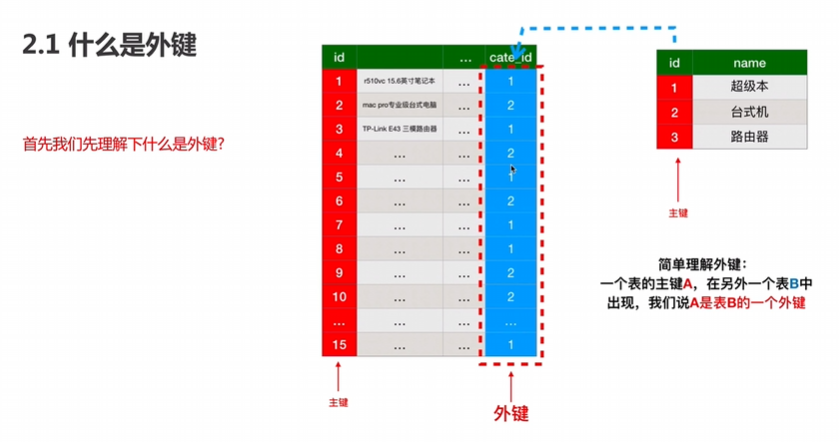 2.1 什么是外键
首先我们先理解下什么是外键?
id … cate_id
1 r510vc 15.6英寸笔记本 … 1
2 mac pro专业级台式电脑 … 2
3 TP-Link E43 三模路由器 … 1
4 … … 2
5 … … 1
6 … … 2
7 … … 1
8 … … 1
9 … … 2
10 … … 2
… … … …
15 … … 1
主键
外键
id name
1 超级本
2 台式机
3 路由器
主键
简单理解外键：
一个表的主键A，在另外一个表B中
出现，我们说A是表B的一个外键